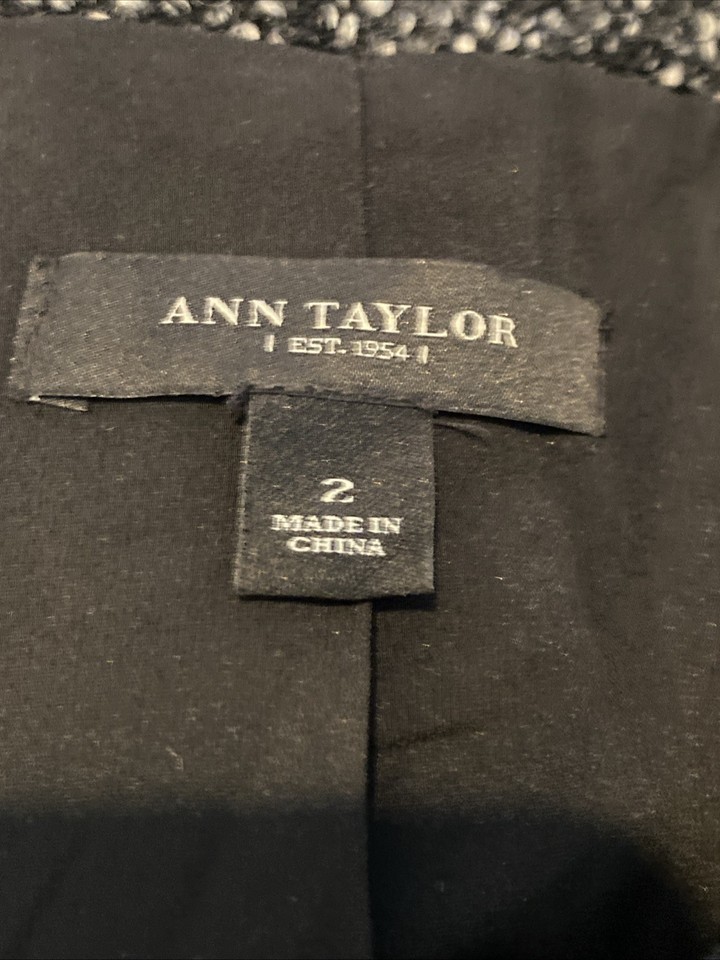 ANN TAYLOR
EST. 1954
2
MADE IN
CHINA